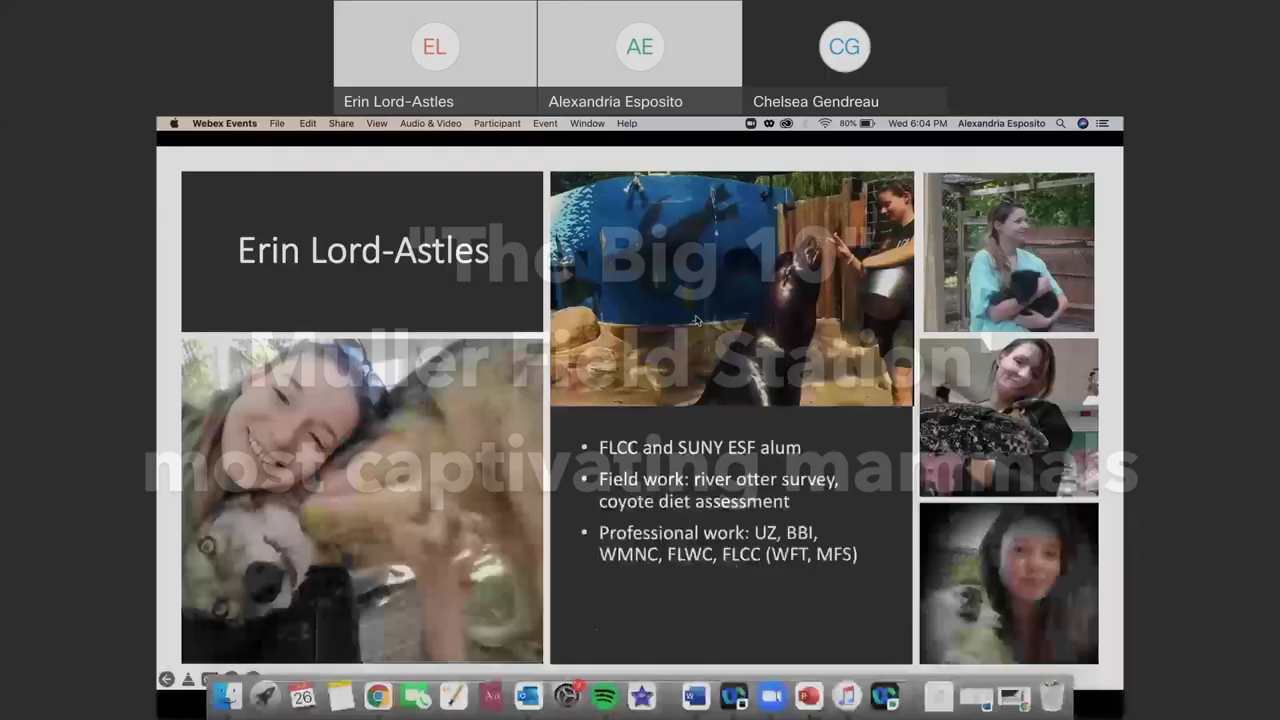 EL
AE
CG
Erin Lord-Astles
Alexandria Esposito
Chelsea Gendreau
Webex Events File Edit Share View Audio & Video Participant Event Window Help 80% Wed 6:04 PM Alexandria Esposito
Erin Lord-Astles
"The Big 10"
Muller Field Station
most captivating mammals
• FLCC and SUNY ESF alum
• Field work: river otter survey,
coyote diet assessment
• Professional work: UZ, BBI,
WMNC, FLWC, FLCC (WFT, MFS)
26